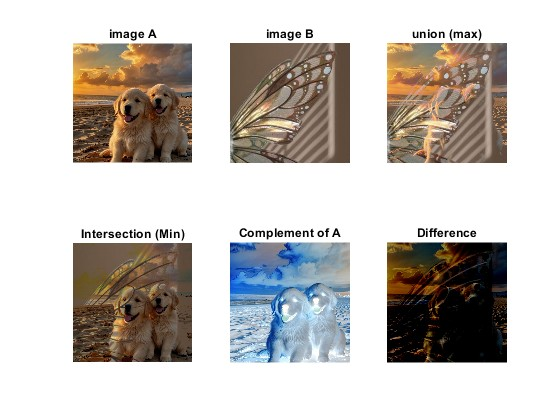 image A
image B
union (max)
Intersection (Min)
Complement of A
Difference